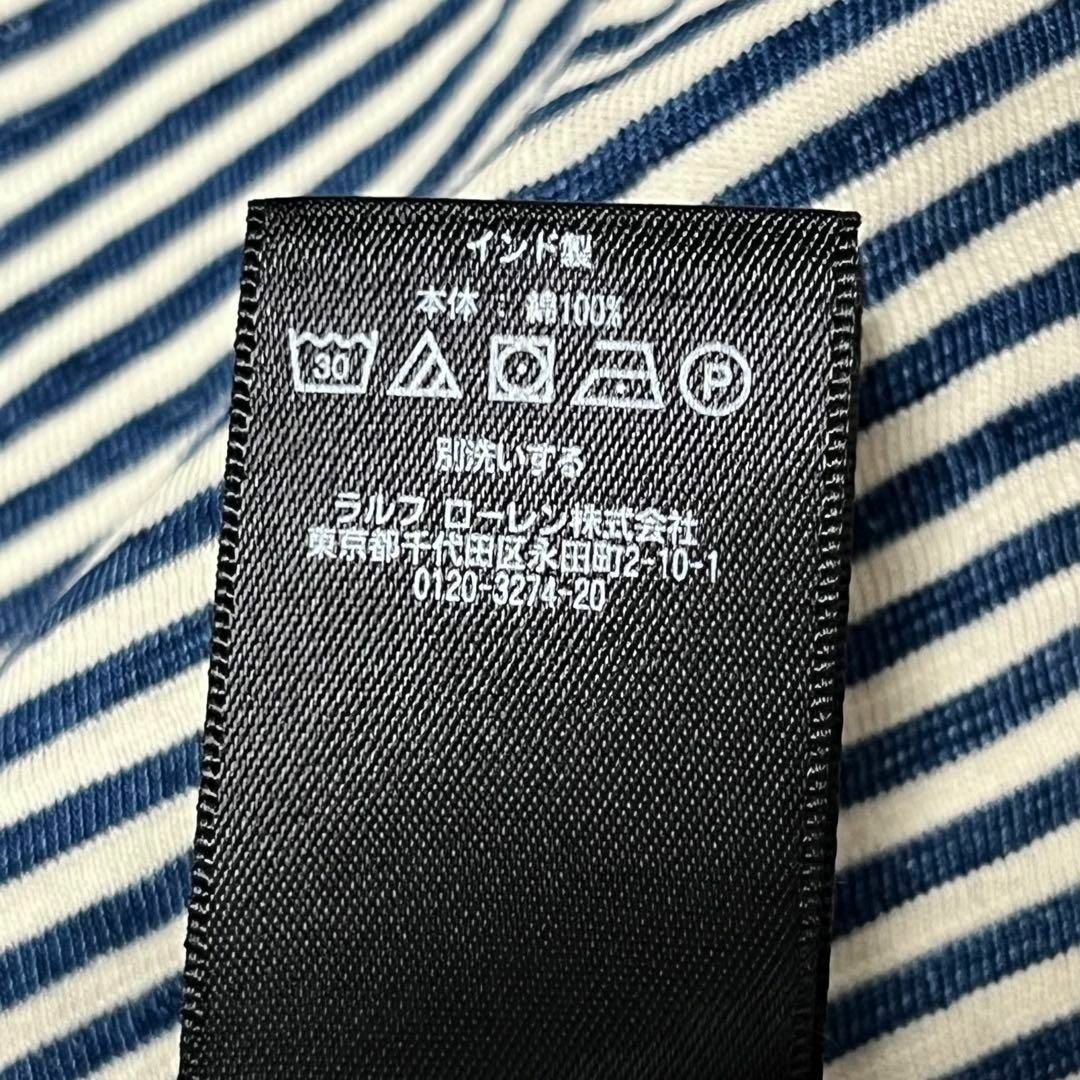 インド製
本体 : 綿100%
30 P
別洗いする
ラルフ ローレン株式会社
東京都千代田区永田町2-10-1
0120-3274-20